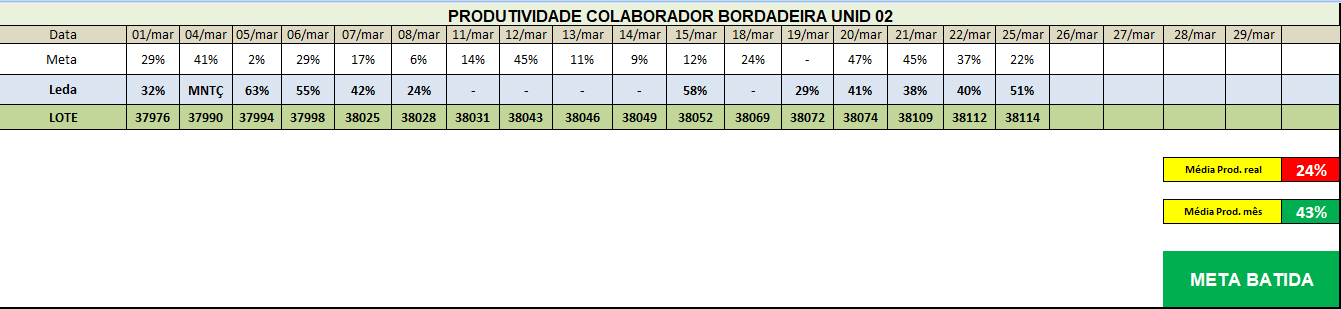 PRODUTIVIDADE COLABORADOR BORDADEIRA UNID 02
Data 01/mar 04/mar 05/mar 06/mar 07/mar 08/mar 11/mar 12/mar 13/mar 14/mar 15/mar 18/mar 19/mar 20/mar 21/mar 22/mar 25/mar 26/mar 27/mar 28/mar 29/mar
Meta 29% 41% 2% 29% 17% 6% 14% 45% 11% 9% 12% 24% - 47% 45% 37% 22%
Leda 32% MNTÇ 63% 55% 42% 24% - - - - 58% - 29% 41% 38% 40% 51%
LOTE 37976 37990 37994 37998 38025 38028 38031 38043 38046 38049 38052 38069 38072 38074 38109 38112 38114
Média Prod. real 24%
Média Prod. mês 43%
META BATIDA